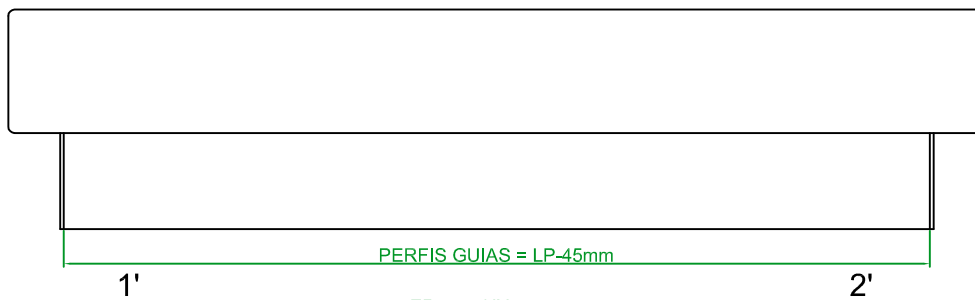 PERFIS GUIAS = LP-45mm
1' 2'